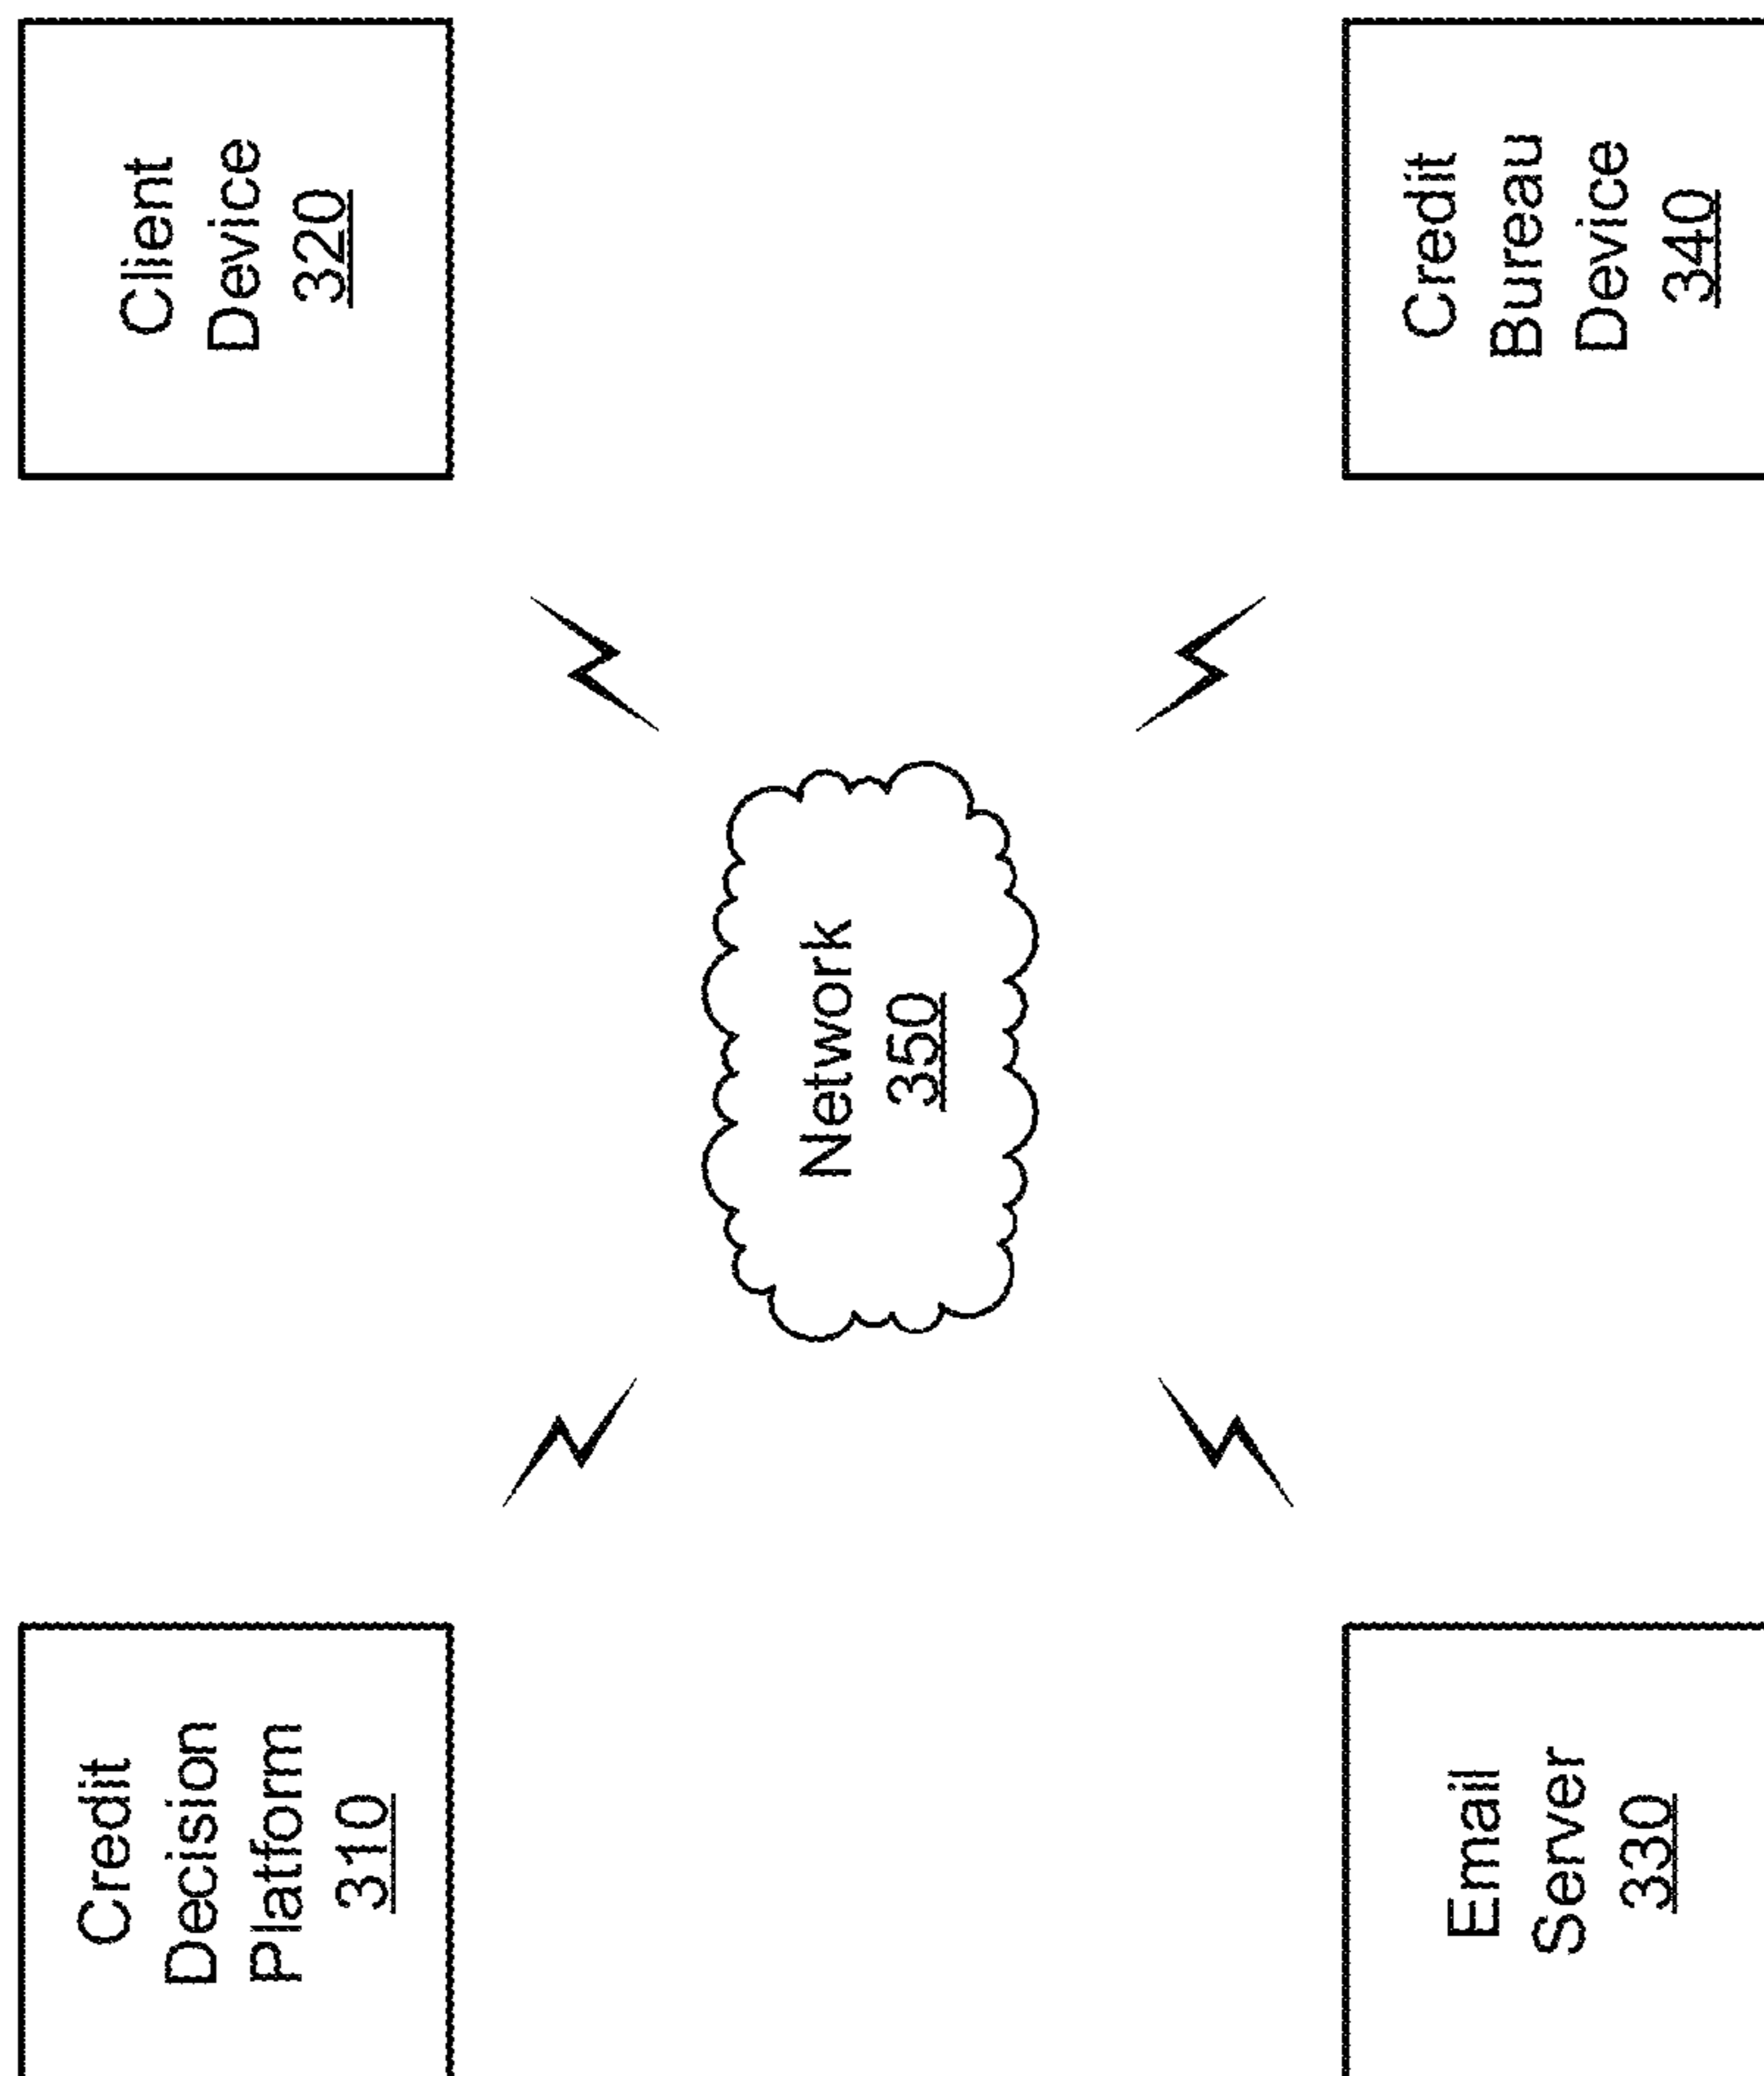 Credit
Decision
Platform
310
Client
Device
320
Network
350
Email
Server
330
Credit
Bureau
Device
340